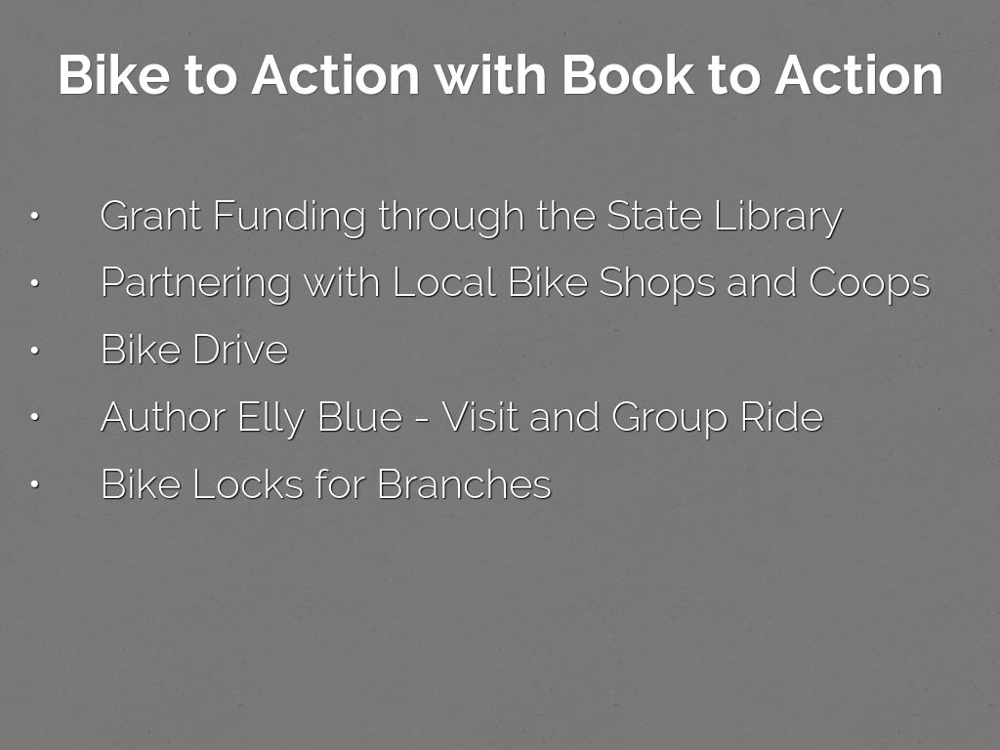 Bike to Action with Book to Action
• Grant Funding through the State Library
• Partnering with Local Bike Shops and Coops
• Bike Drive
• Author Elly Blue - Visit and Group Ride
• Bike Locks for Branches